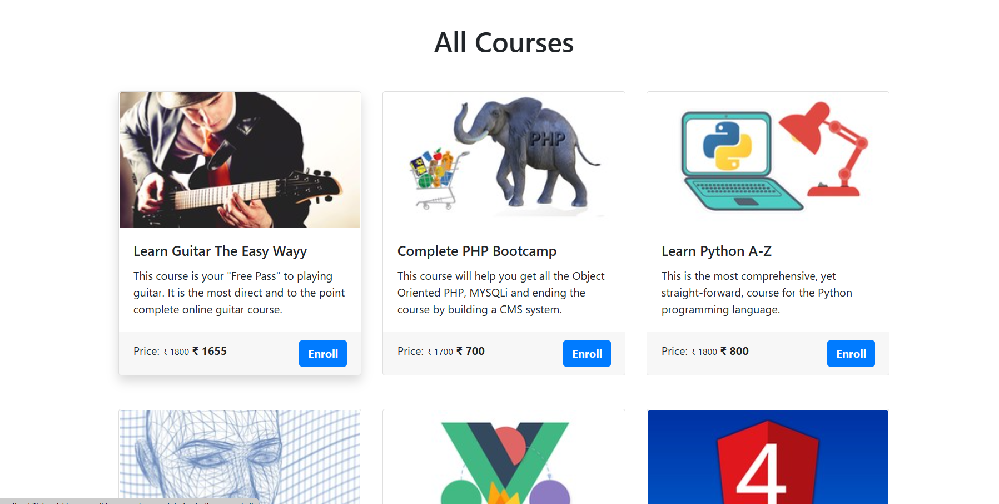 All Courses
PHP
Learn Guitar The Easy Wayy
This course is your "Free Pass" to playing
guitar. It is the most direct and to the point
complete online guitar course.
Price: ₹ 1800 ₹ 1655
Enroll
Complete PHP Bootcamp
This course will help you get all the Object
Oriented PHP, MYSQLi and ending the
course by building a CMS system.
Price: ₹ 1700 ₹ 700
Enroll
Learn Python A-Z
This is the most comprehensive, yet
straight-forward, course for the Python
programming language.
Price: ₹ 1800 ₹ 800
Enroll
4